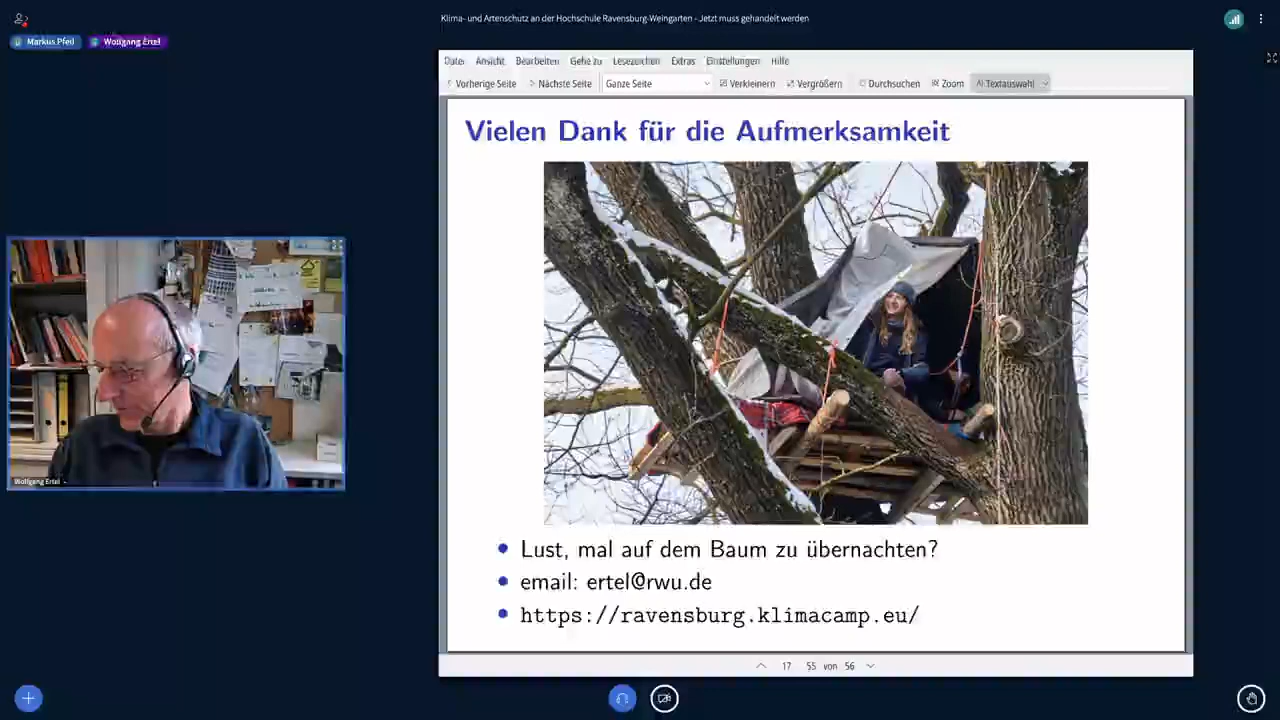 Klima- und Artenschutz an der Hochschule Ravensburg-Weingarten - Jetzt muss gehandelt werden
Markus Pfeil
Wolfgang Ertel
Datei Ansicht Bearbeiten Gehe zu Lesezeichen Extras Einstellungen Hilfe
Vorherige Seite Nächste Seite Ganze Seite Verkleinern Vergrößern Durchsuchen Zoom Textauswahl
Vielen Dank für die Aufmerksamkeit
Wolfgang Ertel
Lust, mal auf dem Baum zu übernachten?
email: ertel@rwu.de
https://ravensburg.klimacamp.eu/
17 55 von 56